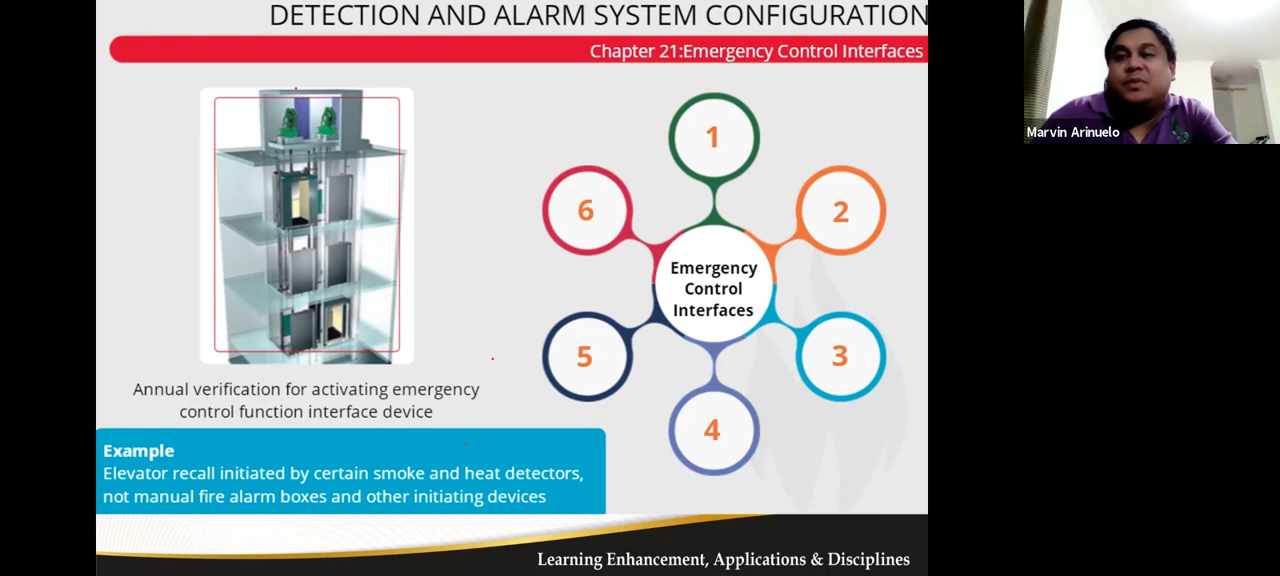 DETECTION AND ALARM SYSTEM CONFIGURATION
Chapter 21:Emergency Control Interfaces
1
6
2
Emergency
Control
Interfaces
5
3
4
Annual verification for activating emergency
control function interface device
Example
Elevator recall initiated by certain smoke and heat detectors,
not manual fire alarm boxes and other initiating devices
Learning Enhancement, Applications & Disciplines
Marvin Arinuelo